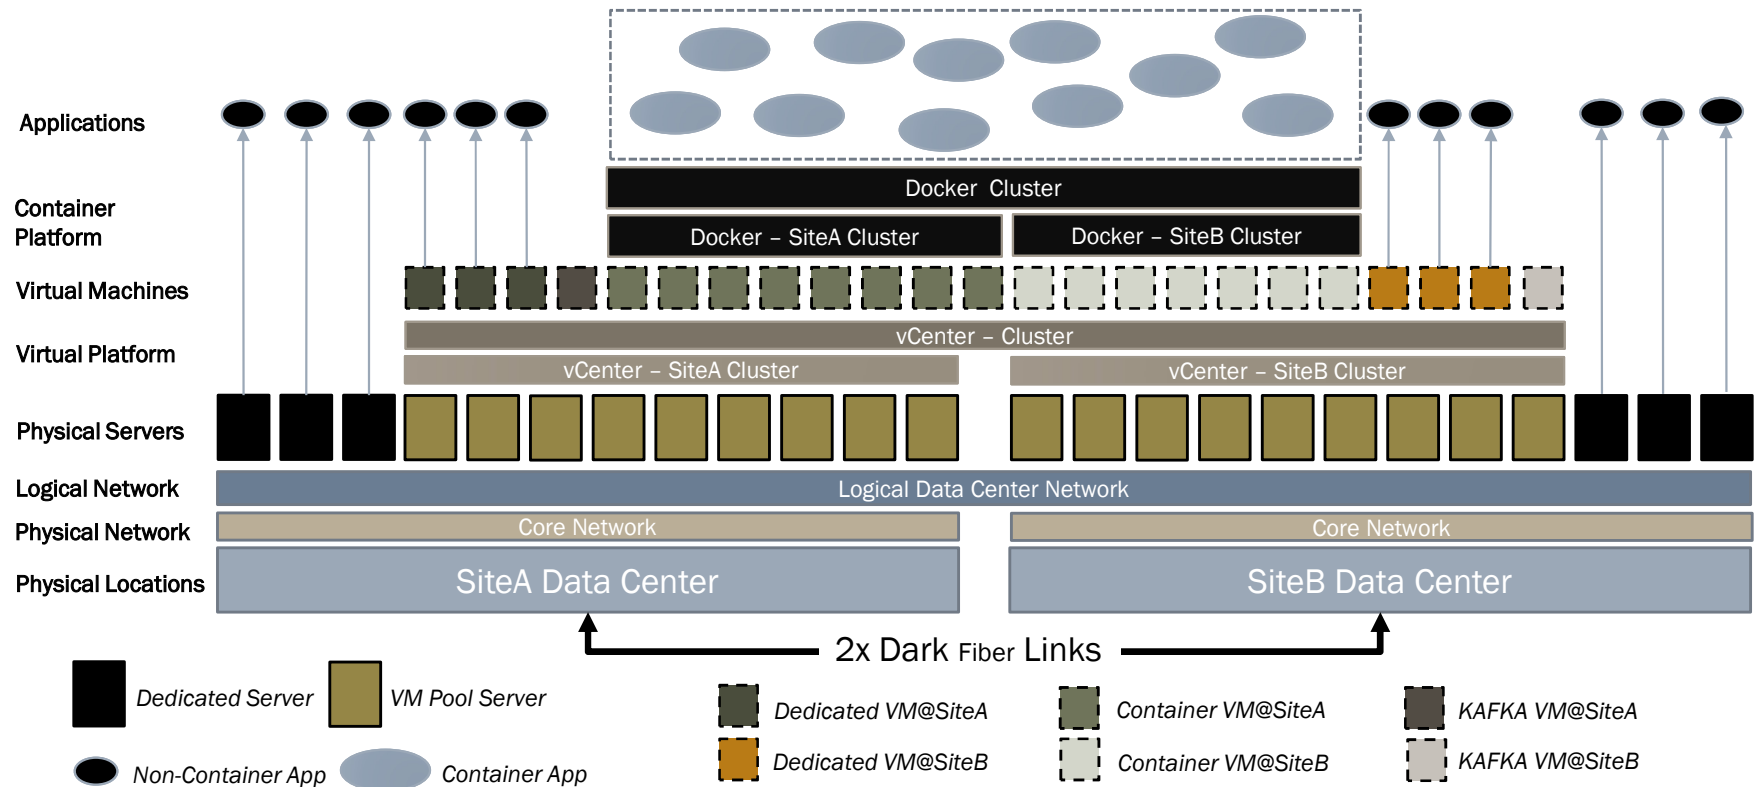 Applications
Container
Platform
Docker Cluster
Docker – SiteA Cluster
Docker – SiteB Cluster
Virtual Machines
Virtual Platform
vCenter – Cluster
vCenter – SiteA Cluster
vCenter – SiteB Cluster
Physical Servers
Logical Network
Logical Data Center Network
Physical Network
Core Network
Core Network
Physical Locations
SiteA Data Center
SiteB Data Center
2x Dark Fiber Links
Dedicated Server
VM Pool Server
Dedicated VM@SiteA
Container VM@SiteA
KAFKA VM@SiteA
Non-Container App
Container App
Dedicated VM@SiteB
Container VM@SiteB
KAFKA VM@SiteB